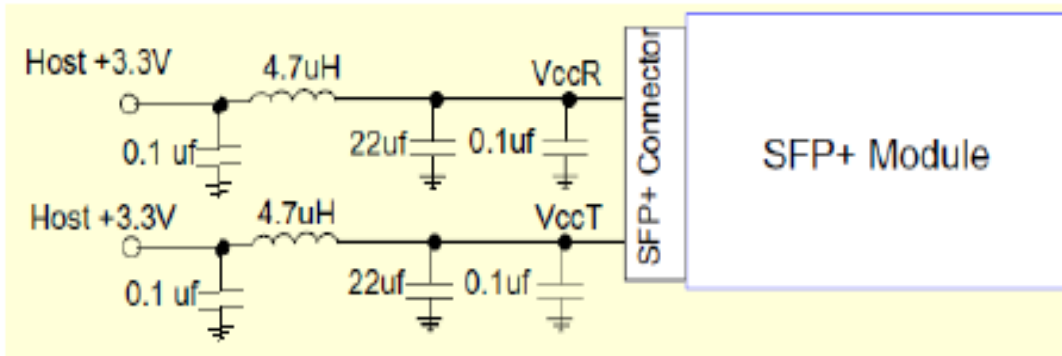 Host +3.3V
4.7uH
VccR
0.1 uf
22uf
0.1uf
SFP+ Connector
SFP+ Module
Host +3.3V
4.7uH
VccT
0.1 uf
22uf
0.1uf